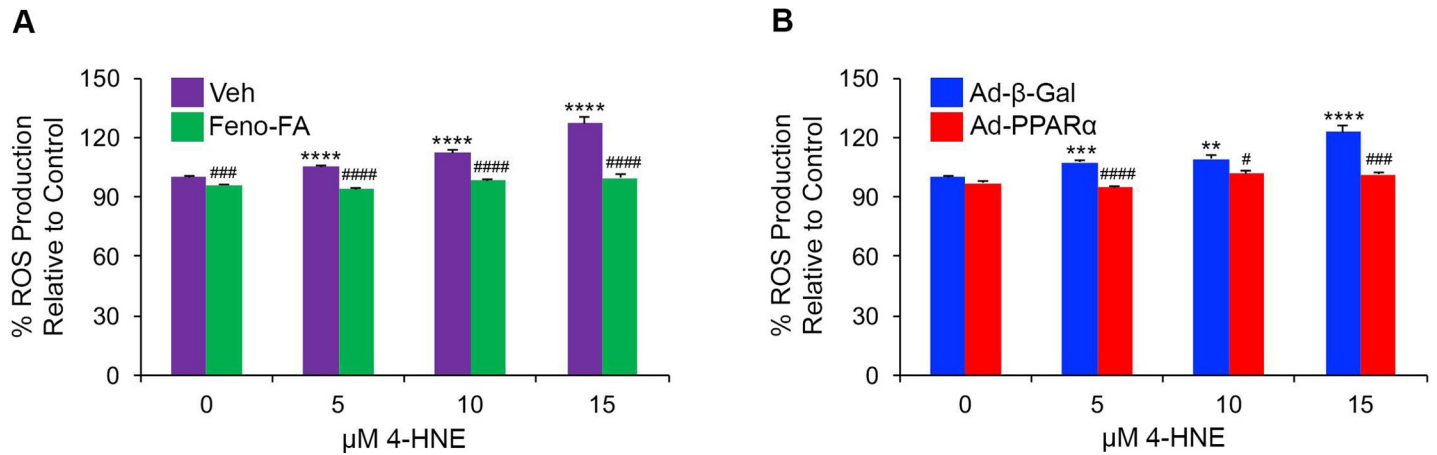 A
% ROS Production
Relative to Control
150
120
90
60
30
0
Veh
Feno-FA
###
****
####
****
####
****
####
0
5
10
15
µM 4-HNE
B
% ROS Production
Relative to Control
150
120
90
60
30
0
Ad-β-Gal
Ad-PPARα
***
####
**
#
****
###
0
5
10
15
µM 4-HNE